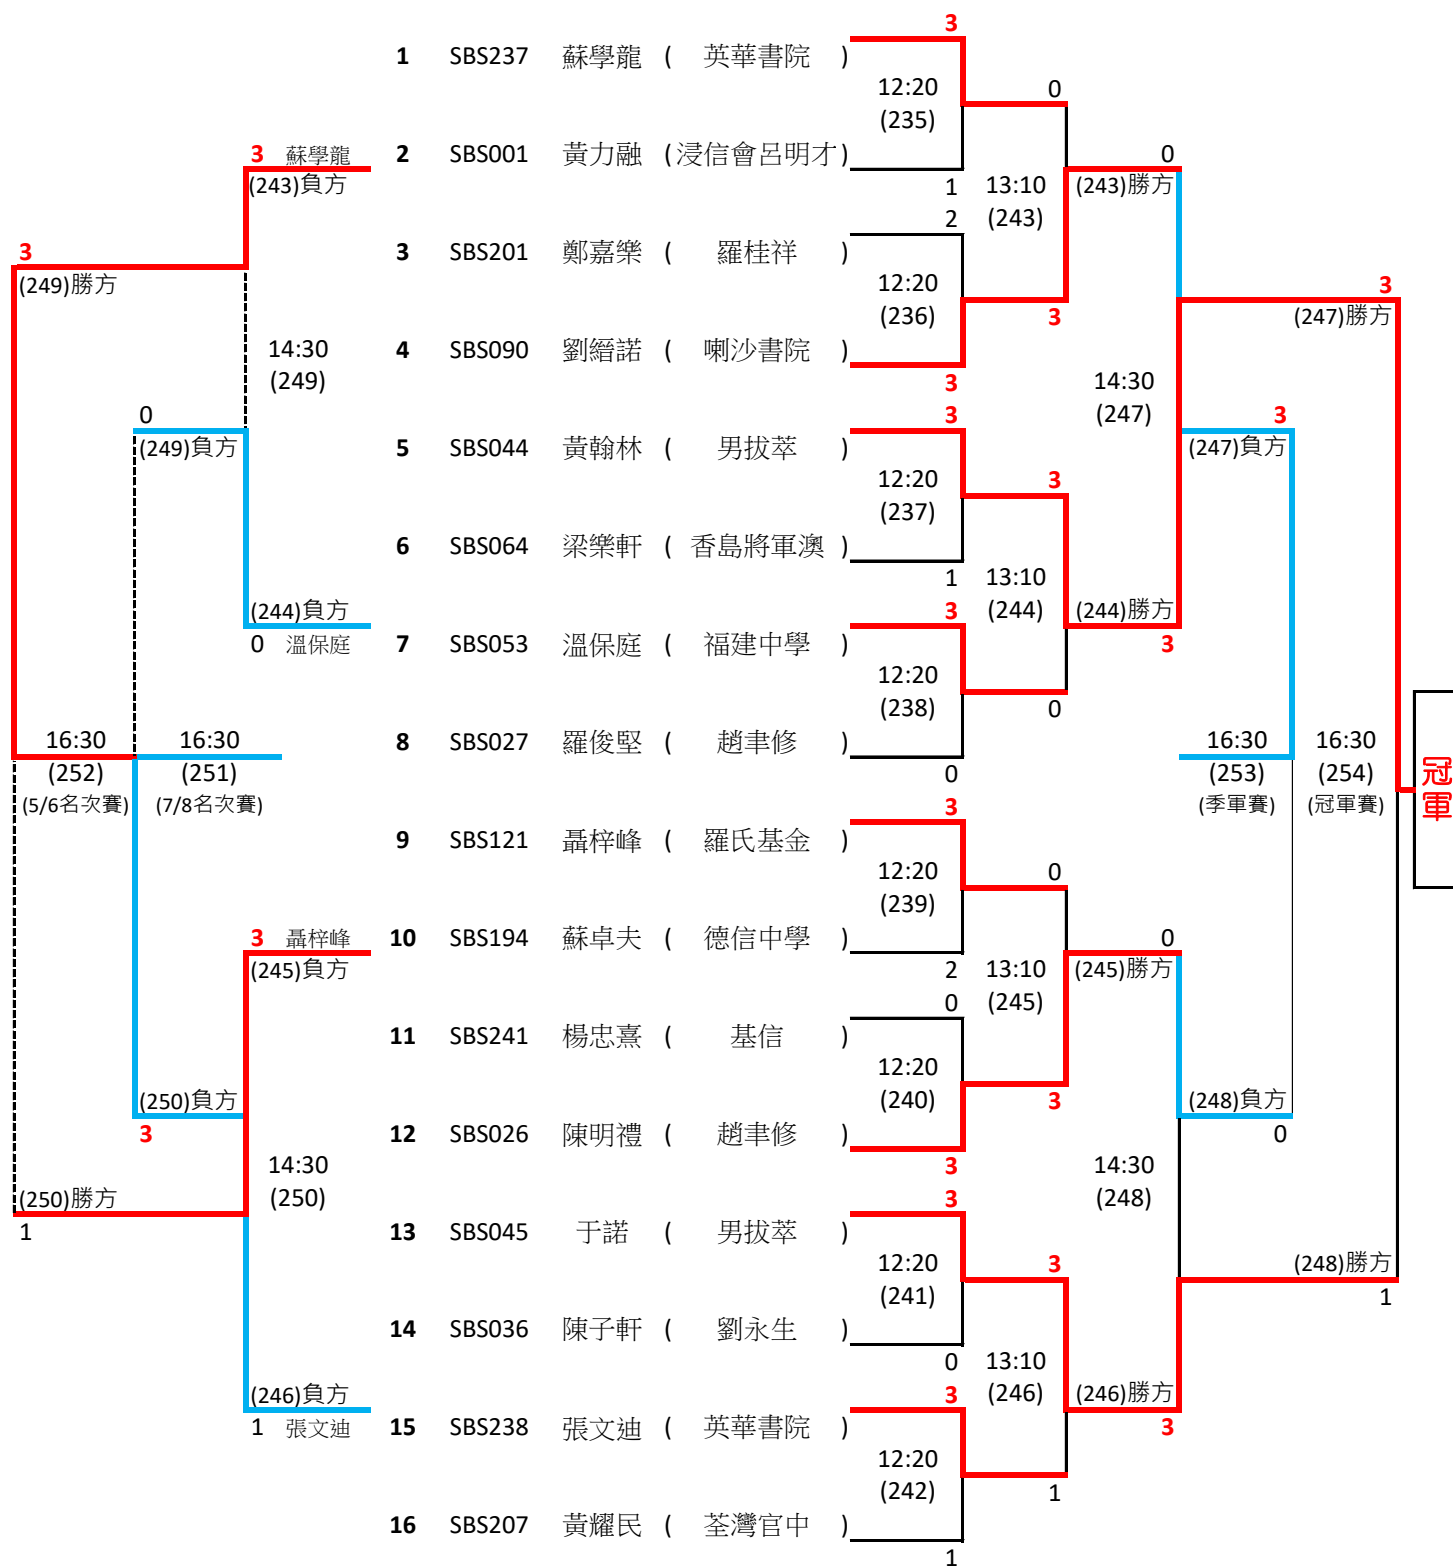 3
1 SBS237 蘇學龍 ( 英華書院 )
12:20
(235)
0
3 蘇學龍
2 SBS001 黃力融 (浸信會呂明才)
0
(243)負方
1
13:10
(243)
(243)勝方
2
3
3 SBS201 鄭嘉樂 ( 羅桂祥 )
(249)勝方
12:20
(236)
3
3
(247)勝方
14:30
(249)
4 SBS090 劉縉諾 ( 喇沙書院 )
3
14:30
(247)
0
3
3
(249)負方
5 SBS044 黃翰林 ( 男拔萃 )
(247)負方
12:20
(237)
3
6 SBS064 梁樂軒 ( 香島將軍澳 )
1
13:10
(244)
(244)負方
3
(244)勝方
0 溫保庭
7 SBS053 溫保庭 ( 福建中學 )
3
12:20
(238)
0
8 SBS027 羅俊堅 ( 趙聿修 )
0
16:30
(252)
(5/6名次賽)
16:30
(251)
(7/8名次賽)
16:30
(253)
(季軍賽)
16:30
(254)
(冠軍賽)
冠軍
3
9 SBS121 聶梓峰 ( 羅氏基金 )
12:20
(239)
0
3 聶梓峰
10 SBS194 蘇卓夫 ( 德信中學 )
0
(245)負方
2
13:10
(245)
(245)勝方
0
11 SBS241 楊忠熹 ( 基信 )
12:20
(240)
3
(250)負方
3
(248)負方
0
12 SBS026 陳明禮 ( 趙聿修 )
3
14:30
(250)
14:30
(248)
(250)勝方
1
3
13 SBS045 于諾 ( 男拔萃 )
12:20
(241)
3
(248)勝方
1
14 SBS036 陳子軒 ( 劉永生 )
0
13:10
(246)
(246)負方
3
(246)勝方
1 張文迪
15 SBS238 張文迪 ( 英華書院 )
3
12:20
(242)
1
16 SBS207 黃耀民 ( 荃灣官中 )
1